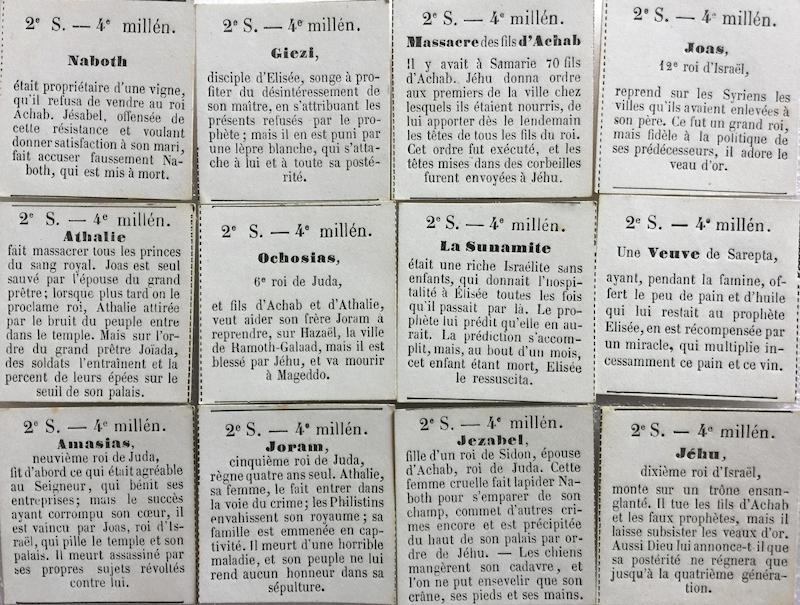 2e S. — 4e millén.
Naboth
était propriétaire d'une vigne,
qu'il refusa de vendre au roi
Achab. Jésabel, offensée de
cette résistance et voulant
donner satisfaction à son mari,
fait accuser faussement Na-
both, qui est mis à mort.
2e S. — 4e millén.
Giezi,
disciple d'Elisée, songe à pro-
fiter du désintéressement de
son maître, en s'attribuant les
présents refusés par le pro-
phète ; mais il en est puni par
une lèpre blanche, qui s'atta-
che à lui et à toute sa posté-
rité.
2e S. — 4e millén.
Massacre des fils d'Achab
Il y avait à Samarie 70 fils
d'Achab. Jéhu donna ordre
aux premiers de la ville chez
lesquels ils étaient nourris, de
lui apporter dès le lendemain
les têtes de tous les fils du roi.
Cet ordre fut exécuté, et les
têtes mises dans des corbeilles
furent envoyées à Jéhu.
2e S. — 4e millén.
Joas,
12e roi d'Israël,
reprend sur les Syriens les
villes qu'ils avaient enlevées à
son père. Ce fut un grand roi,
mais fidèle à la politique de
ses prédécesseurs, il adore le
veau d'or.
2e S. — 4e millén.
Athalie
fait massacrer tous les princes
du sang royal. Joas est seul
sauvé par l'épouse du grand
prêtre ; lorsque plus tard on le
proclame roi, Athalie attirée
par le bruit du peuple entre
dans le temple. Mais sur l'or-
dre du grand prêtre Joïada,
des soldats l'entraînent et la
percent de leurs épées sur le
seuil de son palais.
2e S. — 4e millén.
Ochosias,
6e roi de Juda,
et fils d'Achab et d'Athalie,
veut aider son frère Joram à
reprendre, sur Hazaël, la ville
de Ramoth-Galaad, mais il est
blessé par Jéhu, et va mourir
à Mageddo.
2e S. — 4e millén.
La Sunamite
était une riche Israélite sans
enfants, qui donnait l'hospi-
talité à Elisée toutes les fois
qu'il passait par là. Le pro-
phète lui prédit qu'elle en au-
rait. La prédiction s'accom-
plit, mais, au bout d'un mois,
cet enfant étant mort, Elisée
le ressuscita.
2e S. — 4e millén.
Une Veuve de Sarepta,
ayant, pendant la famine, of-
fert le peu de pain et d'huile
qui lui restait au prophète
Elisée, en est récompensée par
un miracle, qui multiplie in-
cessamment ce pain et ce vin.
2e S. — 4e millén.
Amasias,
neuvième roi de Juda,
fit d'abord ce qui était agréable
au Seigneur, qui bénit ses
entreprises ; mais le succès
ayant corrompu son cœur, il
est vaincu par Joas, roi d'Is-
raël, qui pille le temple et son
palais. Il meurt assassiné par
ses propres sujets révoltés
contre lui.
2e S. — 4e millén.
Joram,
cinquième roi de Juda,
règne quatre ans seul. Athalie,
sa femme, le fait entrer dans
la voie du crime ; les Philistins
envahissent son royaume ; sa
famille est emmenée en cap-
tivité. Il meurt d'une horrible
maladie, et son peuple ne lui
rend aucun honneur dans sa
sépulture.
2e S. — 4e millén.
Jezabel,
fille d'un roi de Sidon, épouse
d'Achab, roi de Juda. Cette
femme cruelle fait lapider Na-
both pour s'emparer de son
champ, commet d'autres cri-
mes encore et est précipitée
du haut de son palais par or-
dre de Jéhu. — Les chiens
mangèrent son cadavre, et
l'on ne put ensevelir que son
crâne, ses pieds et ses mains.
2e S. — 4e millén.
Jéhu,
dixième roi d'Israël,
monte sur un trône ensan-
glanté. Il tue les fils d'Achab
et les faux prophètes, mais il
laisse subsister les veaux d'or.
Aussi Dieu lui annonce-t-il que
sa postérité ne régnera que
jusqu'à la quatrième généra-
tion.